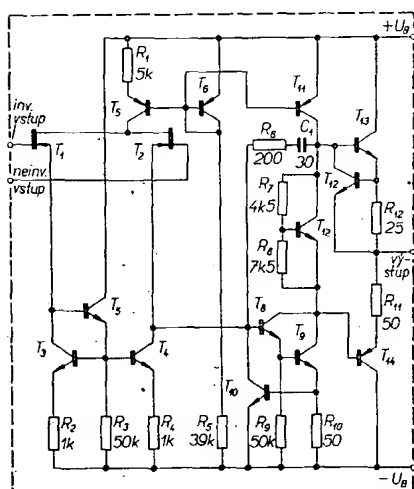 +U_B
R_1
5k
T_5
T_6
T_11
T_13
inv.
vstup
T_1
T_2
R_6
200
C_1
30
T_12
neinv.
vstup
R_7
4k5
R_12
25
T_12
R_8
7k5
vý-
stup
R_11
50
T_5
T_8
T_9
T_3
T_4
T_10
T_14
R_2
1k
R_3
50k
R_4
1k
R_5
39k
R_9
50k
R_10
50
-U_B